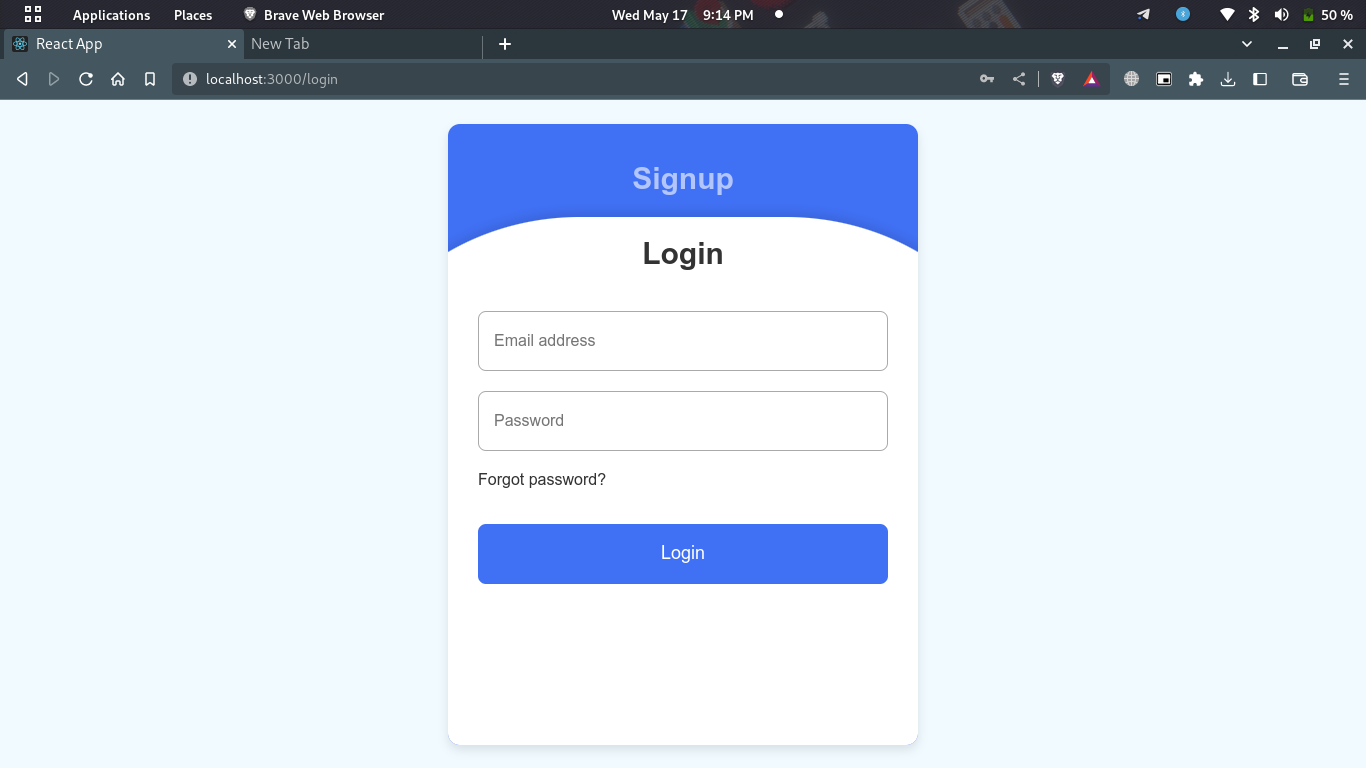 Applications Places Brave Web Browser Wed May 17 9:14 PM 50 %
React App New Tab
localhost:3000/login
Signup
Login
Email address
Password
Forgot password?
Login